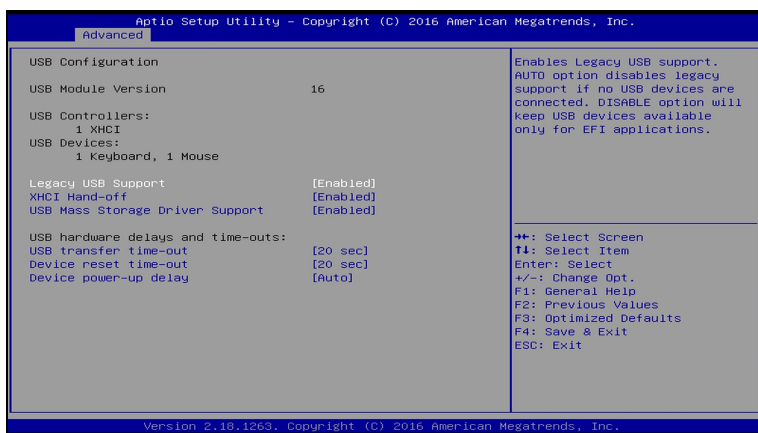 Aptio Setup Utility – Copyright (C) 2016 American Megatrends, Inc.
Advanced
USB Configuration
USB Module Version 16
USB Controllers:
1 XHCI
USB Devices:
1 Keyboard, 1 Mouse
Legacy USB Support [Enabled]
XHCI Hand-off [Enabled]
USB Mass Storage Driver Support [Enabled]
USB hardware delays and time-outs:
USB transfer time-out [20 sec]
Device reset time-out [20 sec]
Device power-up delay [Auto]
Enables Legacy USB support.
AUTO option disables legacy
support if no USB devices are
connected. DISABLE option will
keep USB devices available
only for EFI applications.
→←: Select Screen
↑↓: Select Item
Enter: Select
+/-: Change Opt.
F1: General Help
F2: Previous Values
F3: Optimized Defaults
F4: Save & Exit
ESC: Exit
Version 2.18.1263. Copyright (C) 2016 American Megatrends, Inc.